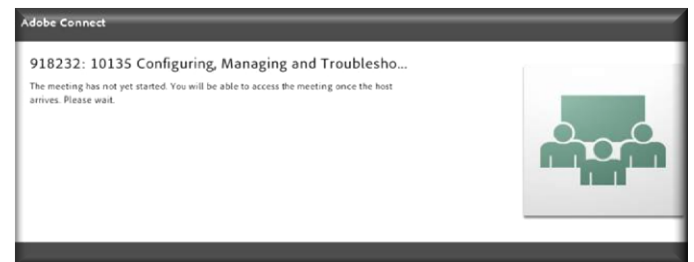 Adobe Connect
918232: 10135 Configuring, Managing and Troublesho...
The meeting has not yet started. You will be able to access the meeting once the host
arrives. Please wait.